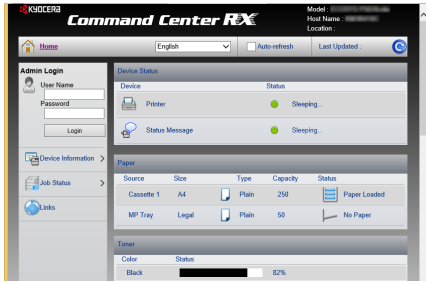 KYOCERA
Command Center RX
Model :
Host Name :
Location :
Home
English
Auto-refresh
Last Updated :
Admin Login
User Name
Password
Login
Device Information
Job Status
Links
Device Status
Device Status
Printer Sleeping...
Status Message Sleeping...
Paper
Source Size Type Capacity Status
Cassette 1 A4 Plain 250 Paper Loaded
MP Tray Legal Plain 50 No Paper
Toner
Color Status
Black 82%